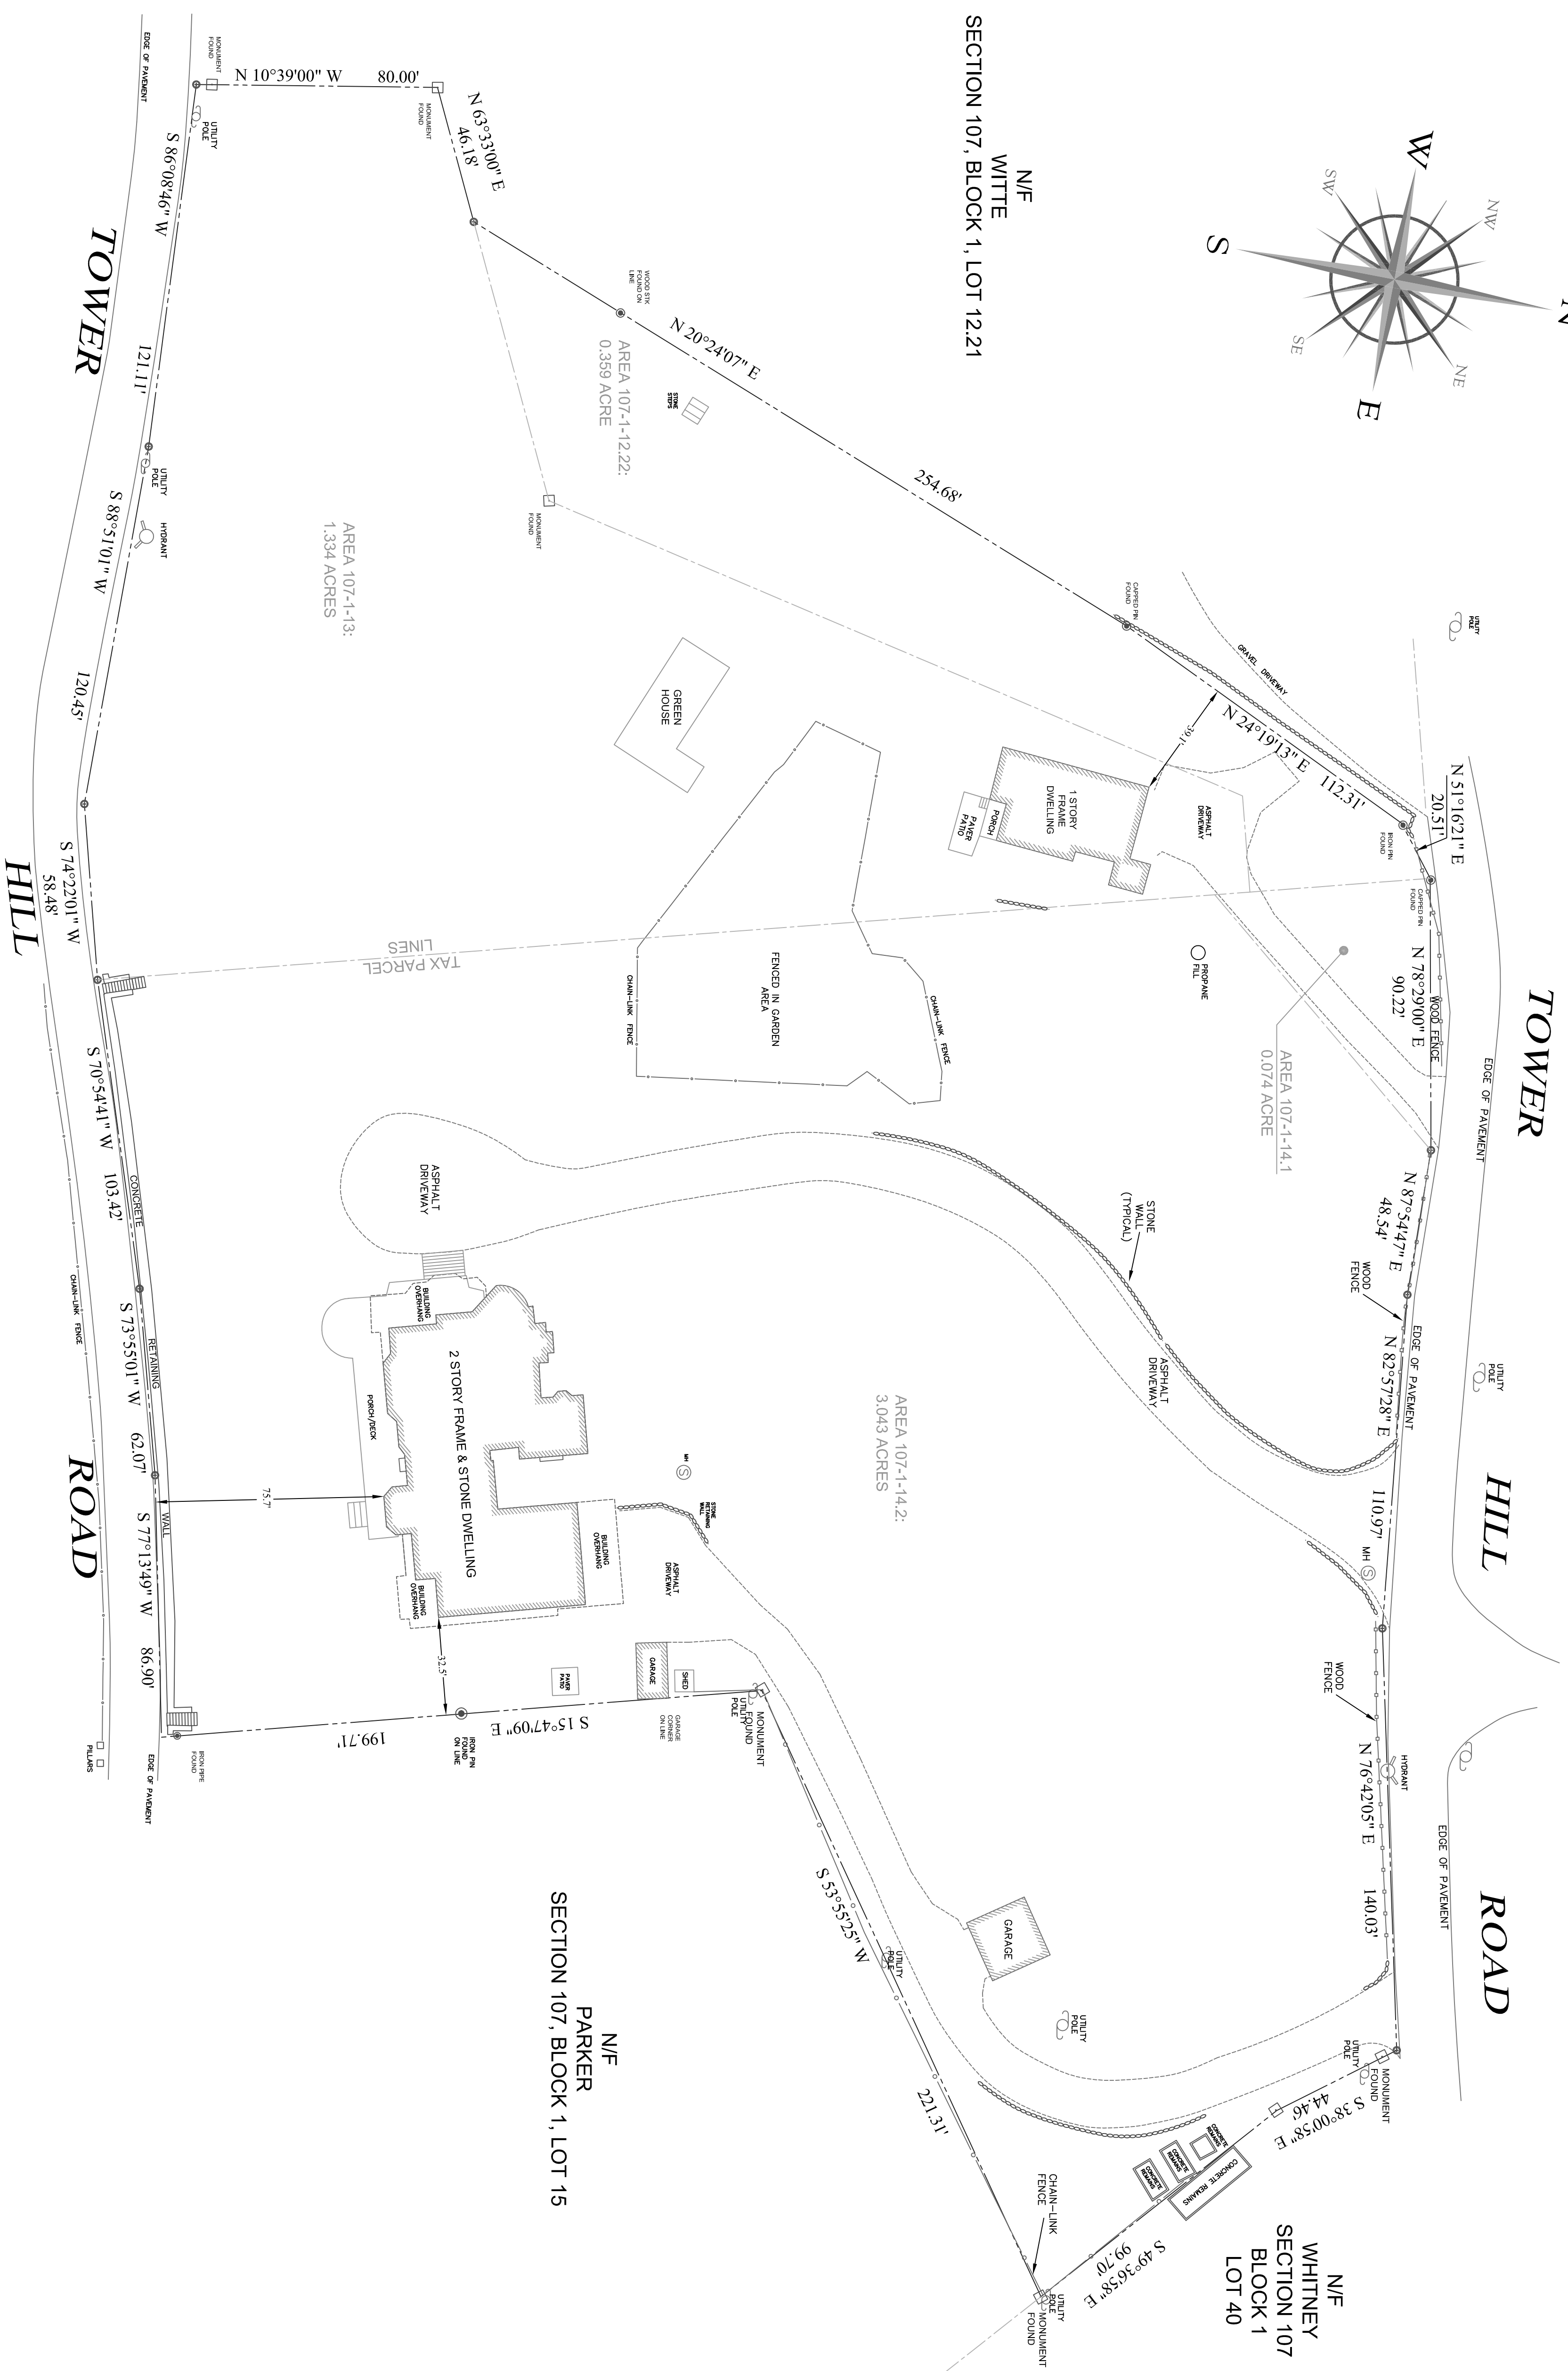 N
W
S
E
NW
SW
SE
NE
N/F
WITTE
SECTION 107, BLOCK 1, LOT 12.21
MONUMENT
FOUND
EDGE OF PAVEMENT
N 10°39'00" W 80.00'
MONUMENT
FOUND
UTILITY
POLE
N 63°33'00" E
46.18'
S 86°08'46" W
121.11'
TOWER
HILL
ROAD
WOOD STK
FOUND ON
LINE
N 20°24'07" E
254.68'
STONE
STEPS
AREA 107-1-12.22:
0.359 ACRE
MONUMENT
FOUND
AREA 107-1-13:
1.334 ACRES
UTILITY
POLE
HYDRANT
S 88°51'01" W
120.45'
GREEN
HOUSE
CAPPED PIN
FOUND
UTILITY
POLE
GRAVEL DRIVEWAY
N 24°19'13" E 112.31'
39.1'
N 51°16'21" E
20.51'
IRON PIN
FOUND
CAPPED PIN
FOUND
ASPHALT
DRIVEWAY
1 STORY
FRAME
DWELLING
PORCH
PAVER
PATIO
S 74°22'01" W
58.48'
TAX PARCEL
LINES
FENCED IN GARDEN
AREA
CHAIN-LINK FENCE
CHAIN-LINK FENCE
PROPANE
FILL
N 78°29'00" E
90.22'
WOOD FENCE
AREA 107-1-14.1
0.074 ACRE
EDGE OF PAVEMENT
TOWER
HILL
ROAD
S 70°54'41" W 103.42'
CONCRETE
RETAINING
WALL
CHAIN-LINK FENCE
ASPHALT
DRIVEWAY
STONE
WALL
(TYPICAL)
N 87°54'47" E
48.54'
WOOD
FENCE
N 82°57'28" E
110.97'
EDGE OF PAVEMENT
UTILITY
POLE
ASPHALT
DRIVEWAY
S 73°55'01" W 62.07'
BUILDING
OVERHANG
2 STORY FRAME & STONE DWELLING
PORCH/DECK
AREA 107-1-14.2:
3.043 ACRES
MH
S
STONE
RETAINING
WALL
BUILDING
OVERHANG
BUILDING
OVERHANG
ASPHALT
DRIVEWAY
75.7'
32.5'
S 77°13'49" W 86.90'
MH
S
WOOD
FENCE
HYDRANT
N 76°42'05" E 140.03'
EDGE OF PAVEMENT
PAVER
PATIO
GARAGE
SHED
UTILITY
POLE
MONUMENT
FOUND
GARAGE
CORNER
ON LINE
S 15°47'09" E
199.71'
IRON PIN
FOUND
ON LINE
IRON PIPE
FOUND
EDGE OF PAVEMENT
PILLARS
S 53°55'25" W
221.31'
UTILITY
POLE
GARAGE
UTILITY
POLE
UTILITY
POLE
MONUMENT
FOUND
S 38°00'58" E
44.46'
CONCRETE
REMAINS
CONCRETE
REMAINS
CONCRETE
REMAINS
CONCRETE REMAINS
CHAIN-LINK
FENCE
S 49°36'58" E
99.70'
UTILITY
POLE
MONUMENT
FOUND
N/F
PARKER
SECTION 107, BLOCK 1, LOT 15
N/F
WHITNEY
SECTION 107
BLOCK 1
LOT 40